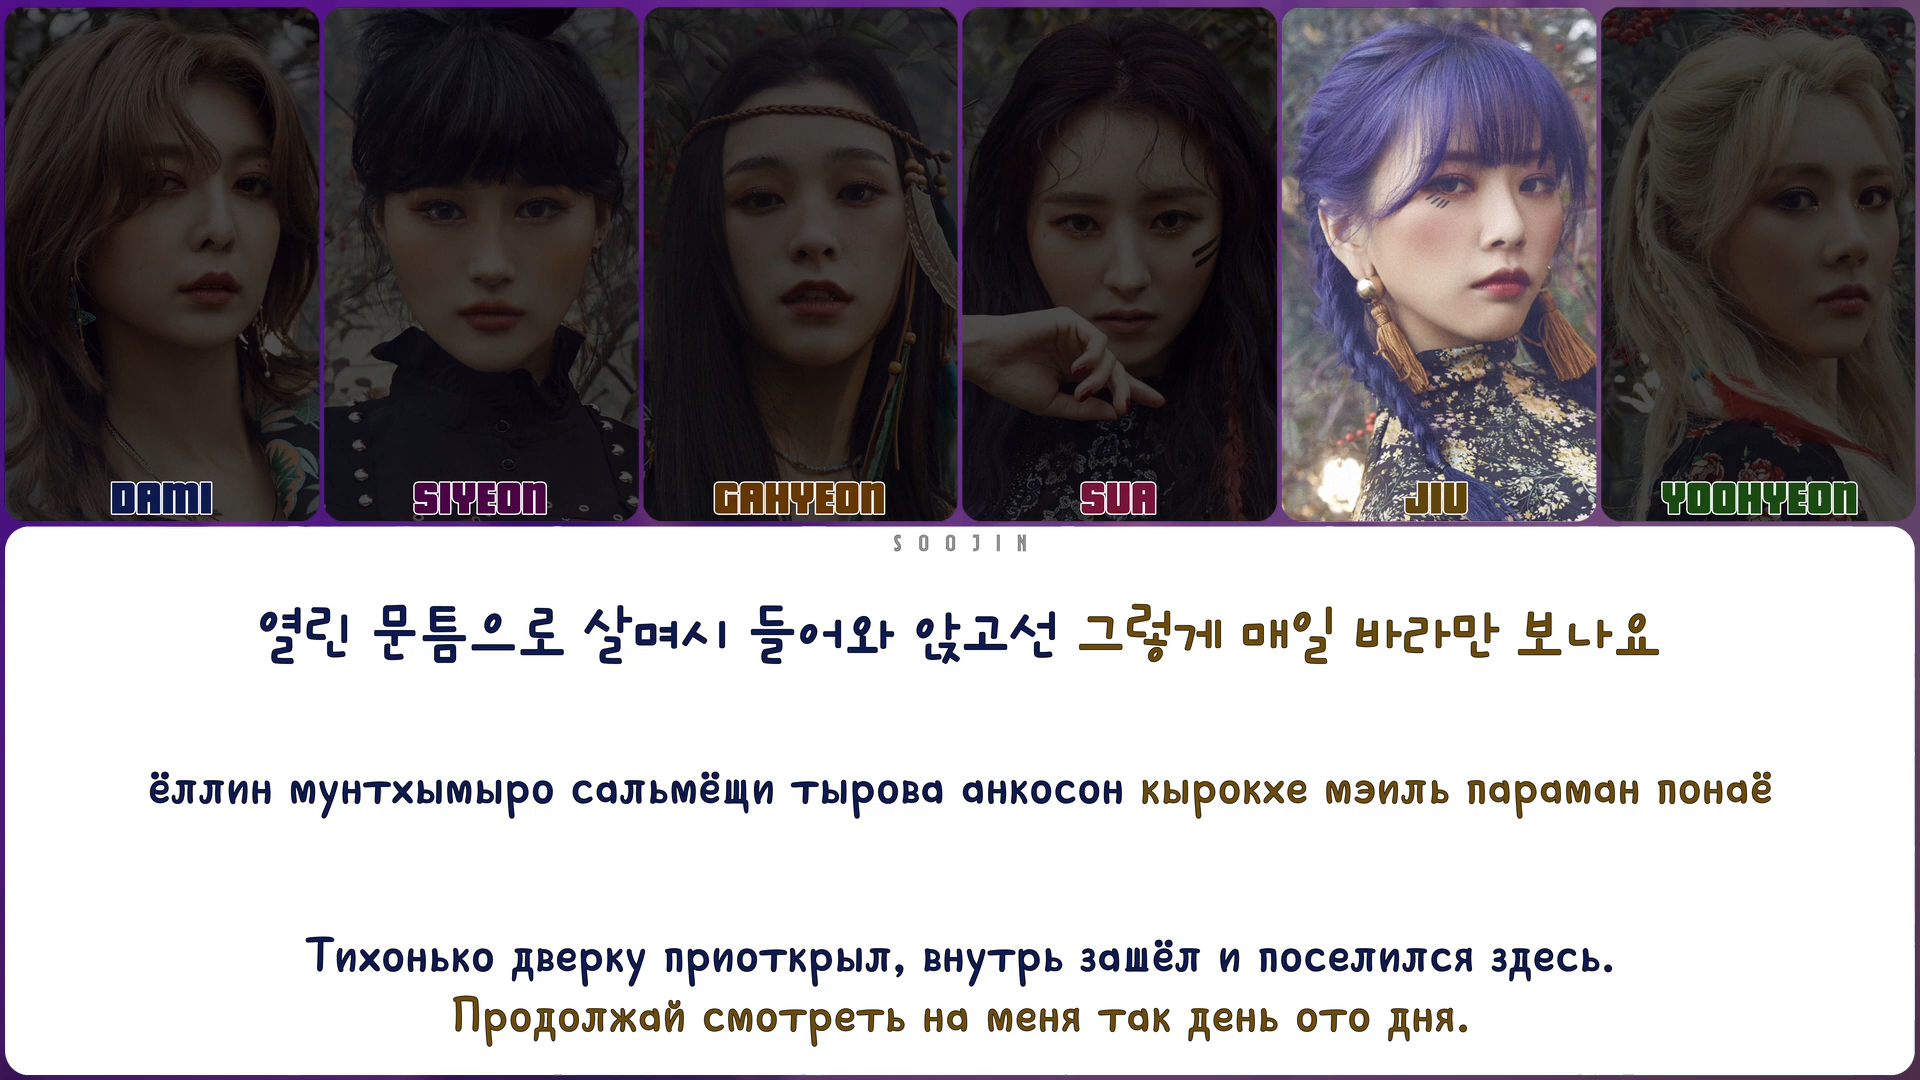 DAMI SIYEON GAHYEON SUA JIU YOOHYEON
SOOJIN
열린 문틈으로 살며시 들어와 앉고선 그렇게 매일 바라만 보나요
ёллин мунтхымыро сальмёщи тырова анкосон кырокхе мэиль параман понаё
Тихонько дверку приоткрыл, внутрь зашёл и поселился здесь.
Продолжай смотреть на меня так день ото дня.